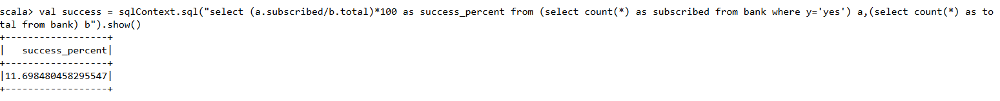 scala> val success = sqlContext.sql("select (a.subscribed/b.total)*100 as success_percent from (select count(*) as subscribed from bank where y='yes') a,(select count(*) as to
tal from bank) b").show()
+------------------+
|   success_percent|
+------------------+
|11.698480458295547|
+------------------+